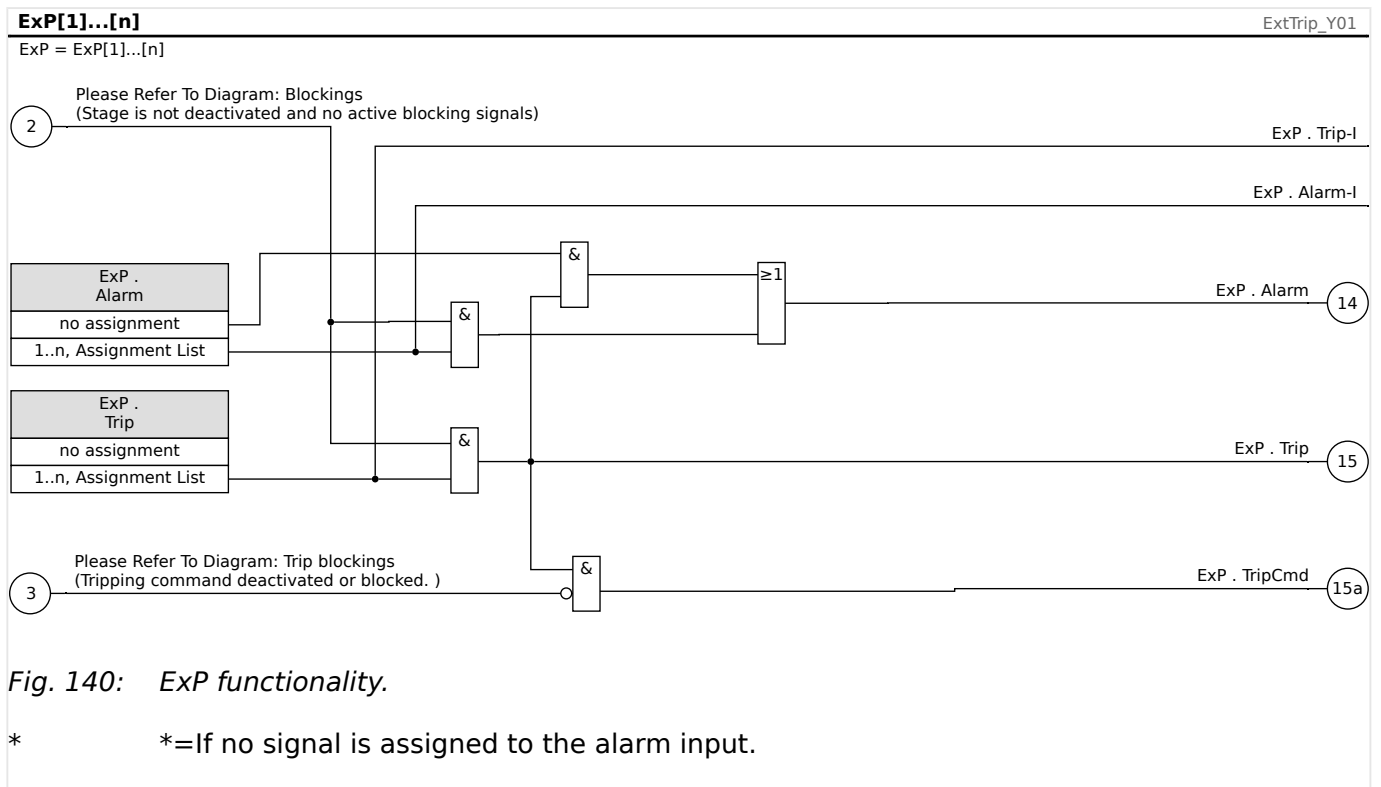 ExP[1]...[n]
ExtTrip_Y01
ExP = ExP[1]...[n]
Please Refer To Diagram: Blockings
(Stage is not deactivated and no active blocking signals)
2
ExP . Trip-I
ExP . Alarm-I
&
ExP .
Alarm
≥1
ExP . Alarm
14
no assignment
&
1..n, Assignment List
ExP .
Trip
no assignment
&
ExP . Trip
15
1..n, Assignment List
Please Refer To Diagram: Trip blockings
(Tripping command deactivated or blocked. )
3
&
ExP . TripCmd
15a
Fig. 140: ExP functionality.
* *=If no signal is assigned to the alarm input.